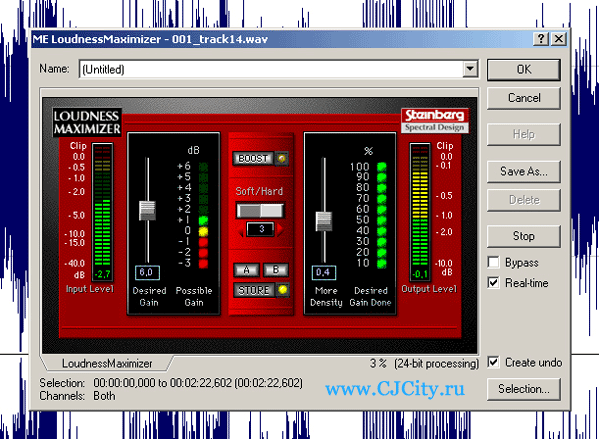 ME LoudnessMaximizer - 001_track14.wav
Name: (Untitled)
OK
Cancel
Help
Save As...
Delete
Stop
Bypass
Real-time
Create undo
Selection...
LOUDNESS
MAXIMIZER
Steinberg
Spectral Design
Clip
0.0
-0.5
-1.0
-2.0
-5.0
-10.0
-15.0
-40.0
dB
-2,7
Input Level
dB
+6
+5
+4
+3
+2
+1
0
-1
-2
-3
6,0
Desired
Gain
Possible
Gain
BOOST
Soft/Hard
3
A B
STORE
%
100
90
80
70
60
50
40
30
20
10
0,4
More
Density
Desired
Gain Done
Clip
0.0
-0.1
-0.5
-1.0
-10.0
dB
-0,1
Output Level
LoudnessMaximizer
3 % (24-bit processing)
Selection: 00:00:00,000 to 00:02:22,602 (00:02:22,602)
Channels: Both
www.CJCity.ru